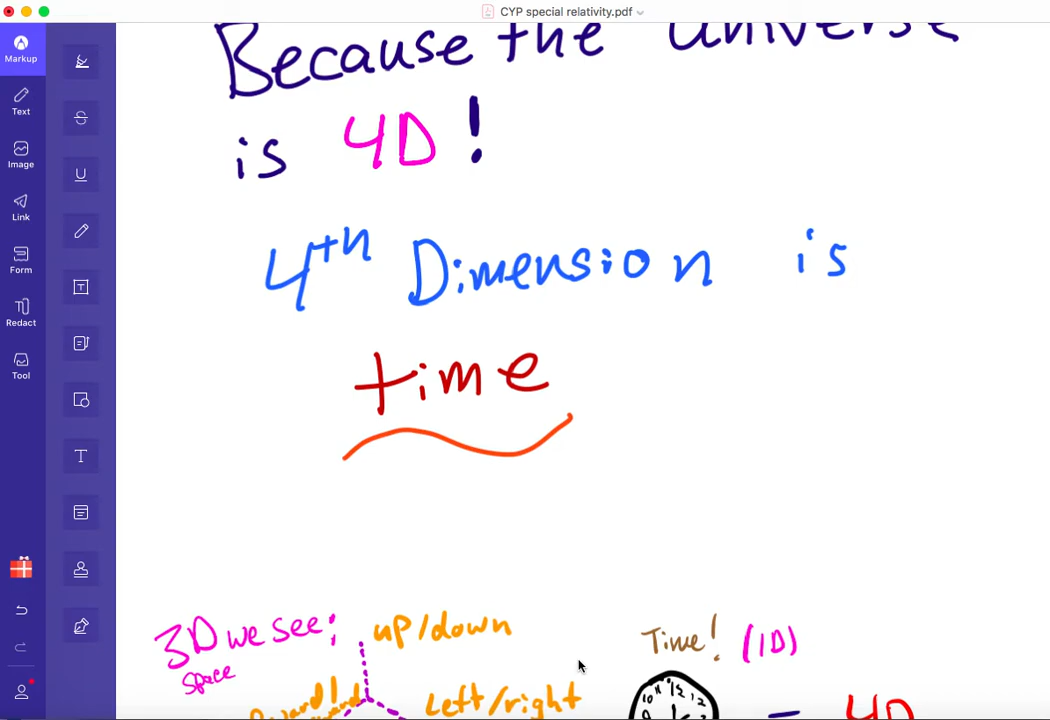 CYP special relativity.pdf
Markup
Text
Image
Link
Form
Redact
Tool
Because the Universe
is 4D!
4th Dimension is
time
3D we see:
space
up/down
Left/right
Time! (1D)
= 4D